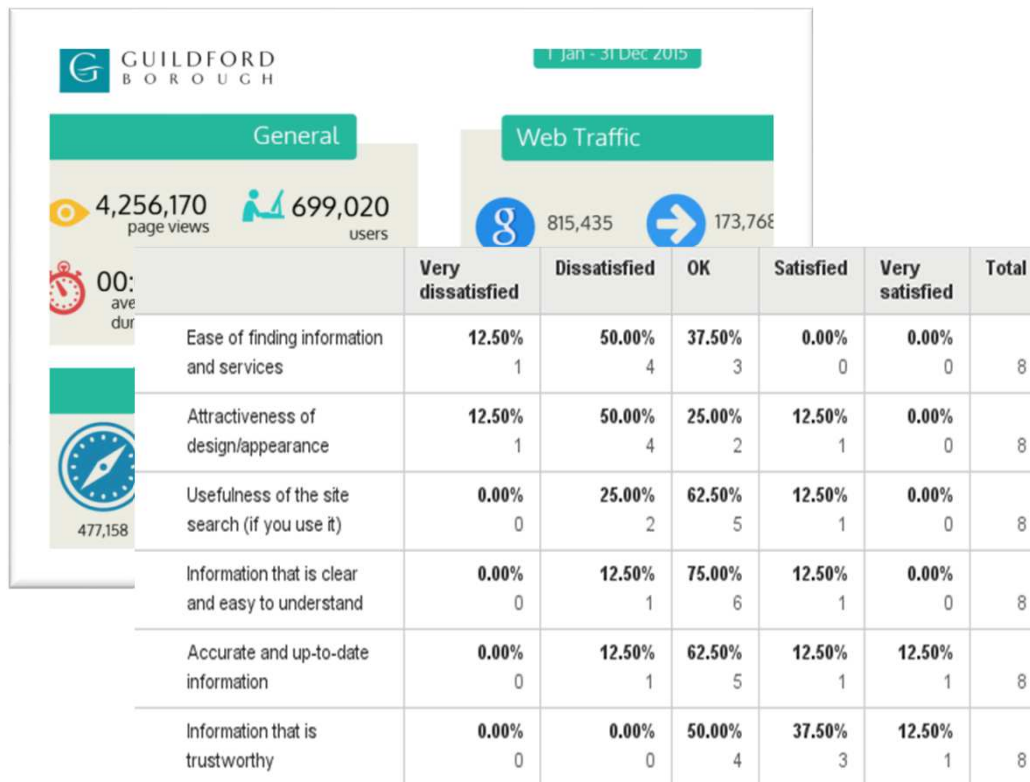 GUILDFORD
BOROUGH
1 Jan - 31 Dec 2015
General
Web Traffic
4,256,170
page views
699,020
users
815,435
173,768
00:
ave
dur
477,158
Very dissatisfied Dissatisfied OK Satisfied Very satisfied Total
Ease of finding information
and services
12.50% 50.00% 37.50% 0.00% 0.00%
1 4 3 0 0 8
Attractiveness of
design/appearance
12.50% 50.00% 25.00% 12.50% 0.00%
1 4 2 1 0 8
Usefulness of the site
search (if you use it)
0.00% 25.00% 62.50% 12.50% 0.00%
0 2 5 1 0 8
Information that is clear
and easy to understand
0.00% 12.50% 75.00% 12.50% 0.00%
0 1 6 1 0 8
Accurate and up-to-date
information
0.00% 12.50% 62.50% 12.50% 12.50%
0 1 5 1 1 8
Information that is
trustworthy
0.00% 0.00% 50.00% 37.50% 12.50%
0 0 4 3 1 8